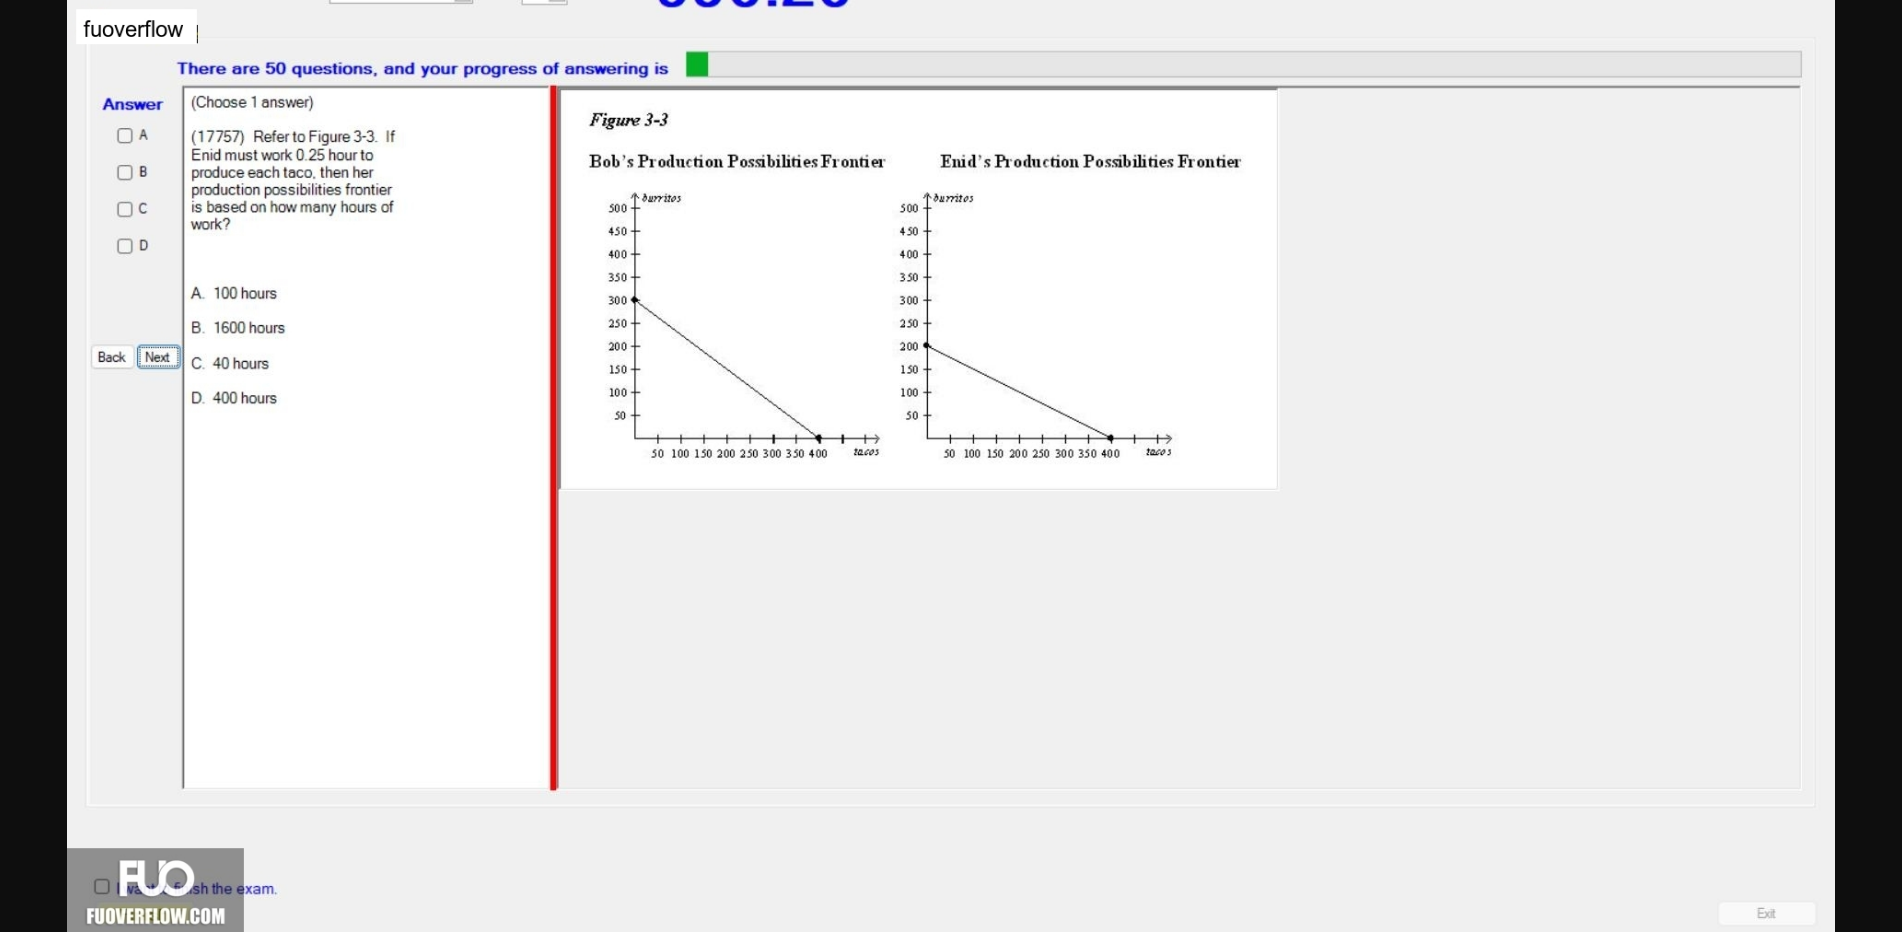 fuoverflow
There are 50 questions, and your progress of answering is
Answer
A
B
C
D
Back
Next
(Choose 1 answer)
(17757) Refer to Figure 3-3. If
Enid must work 0.25 hour to
produce each taco, then her
production possibilities frontier
is based on how many hours of
work?
A. 100 hours
B. 1600 hours
C. 40 hours
D. 400 hours
Figure 3-3
Bob's Production Possibilities Frontier
burritos
500
450
400
350
300
250
200
150
100
50
50 100 150 200 250 300 350 400
tacos
Enid's Production Possibilities Frontier
burritos
500
450
400
350
300
250
200
150
100
50
50 100 150 200 250 300 350 400
tacos
FUO
the exam.
FUOVERFLOW.COM
Exit